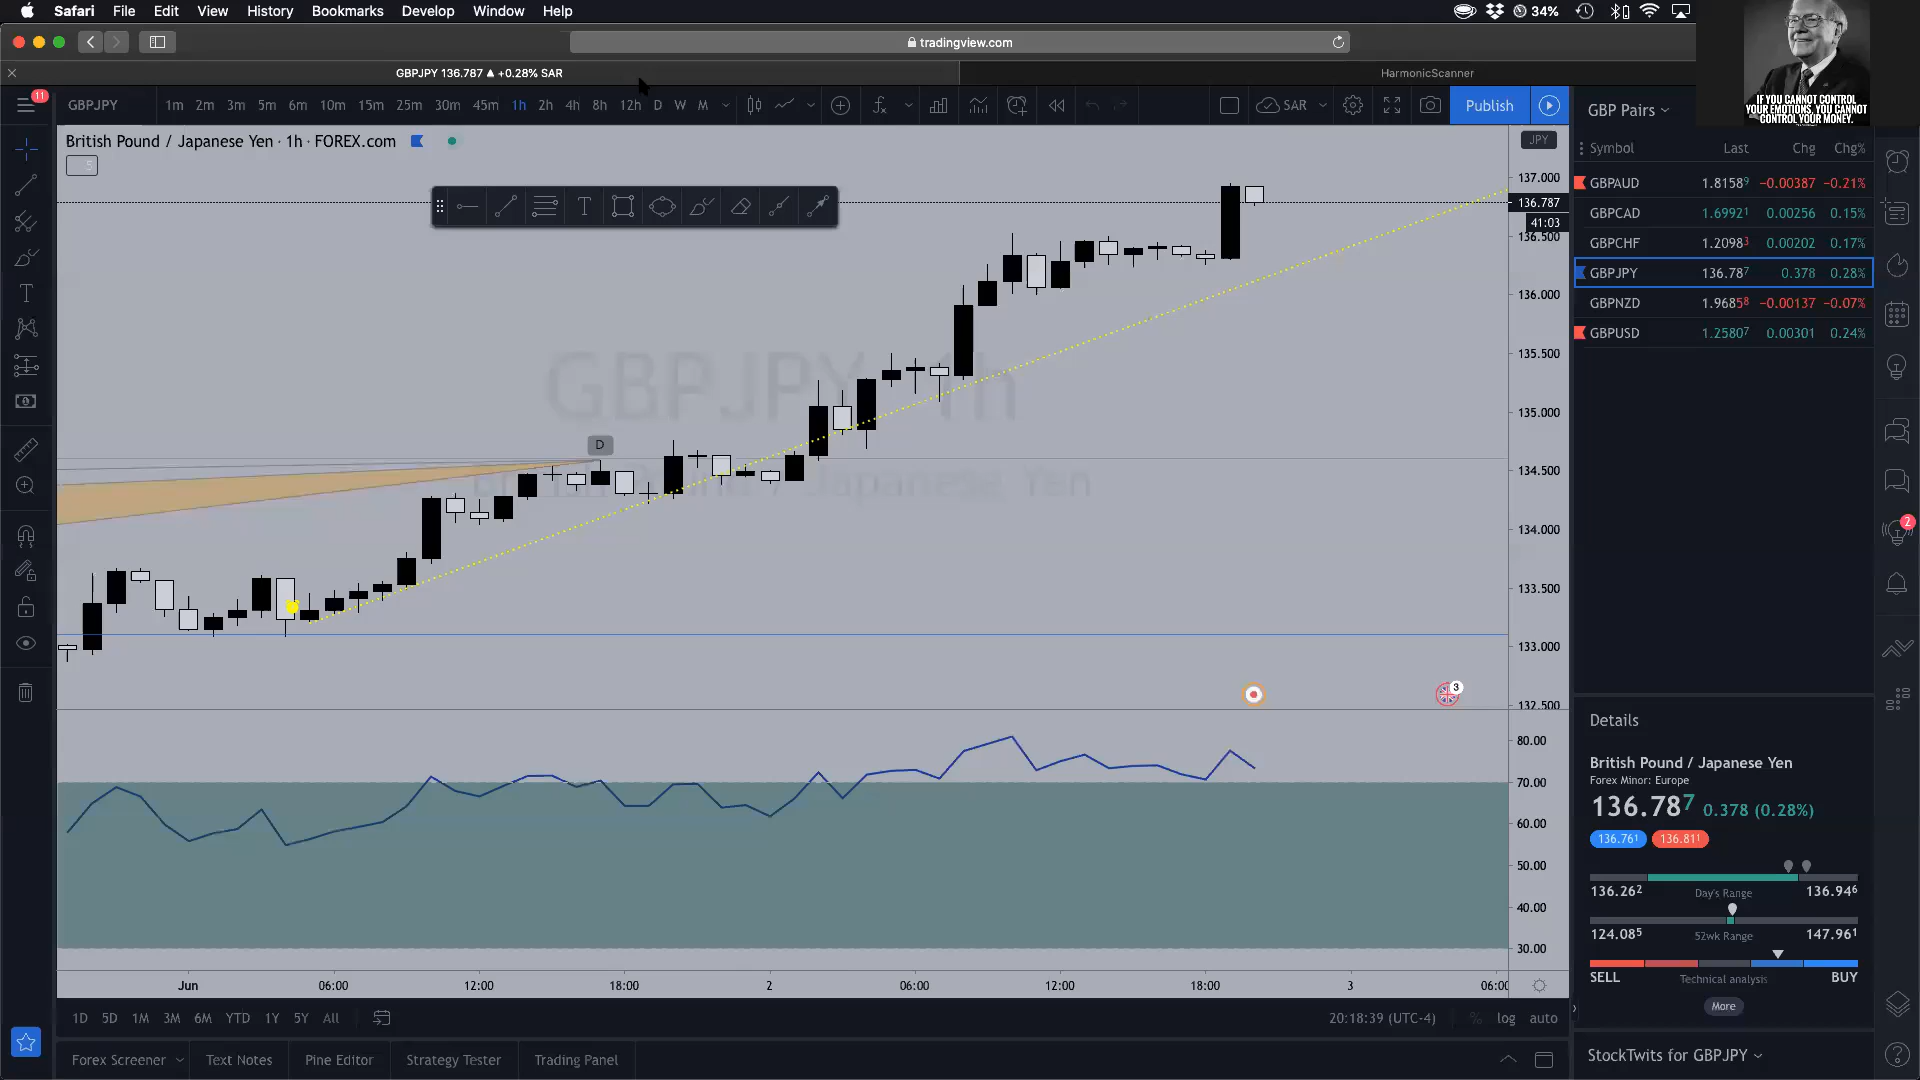 Safari File Edit View History Bookmarks Develop Window Help
34%
tradingview.com
GBPJPY 136.787 ▲ +0.28% SAR
HarmonicScanner
IF YOU CANNOT CONTROL
YOUR EMOTIONS, YOU CANNOT
CONTROL YOUR MONEY.
11
GBPJPY 1m 2m 3m 5m 6m 10m 15m 25m 30m 45m 1h 2h 4h 8h 12h D W M
SAR
Publish
GBP Pairs
British Pound / Japanese Yen · 1h · FOREX.com
5
JPY
GBPJPY, 1h
British Pound / Japanese Yen
D
137.000
136.787
41:03
136.500
136.000
135.500
135.000
134.500
134.000
133.500
133.000
132.500
3
80.00
70.00
60.00
50.00
40.00
30.00
Jun 06:00 12:00 18:00 2 06:00 12:00 18:00 3 06:00
1D 5D 1M 3M 6M YTD 1Y 5Y All
20:18:39 (UTC-4) % log auto
Forex Screener Text Notes Pine Editor Strategy Tester Trading Panel
Symbol Last Chg Chg%
GBPAUD 1.81589 −0.00387 −0.21%
GBPCAD 1.69921 0.00256 0.15%
GBPCHF 1.20983 0.00202 0.17%
GBPJPY 136.787 0.378 0.28%
GBPNZD 1.96858 −0.00137 −0.07%
GBPUSD 1.25807 0.00301 0.24%
2
Details
British Pound / Japanese Yen
Forex Minor: Europe
136.787 0.378 (0.28%)
136.761 136.811
136.262 Day's Range 136.946
124.085 52wk Range 147.961
SELL Technical analysis BUY
More
StockTwits for GBPJPY